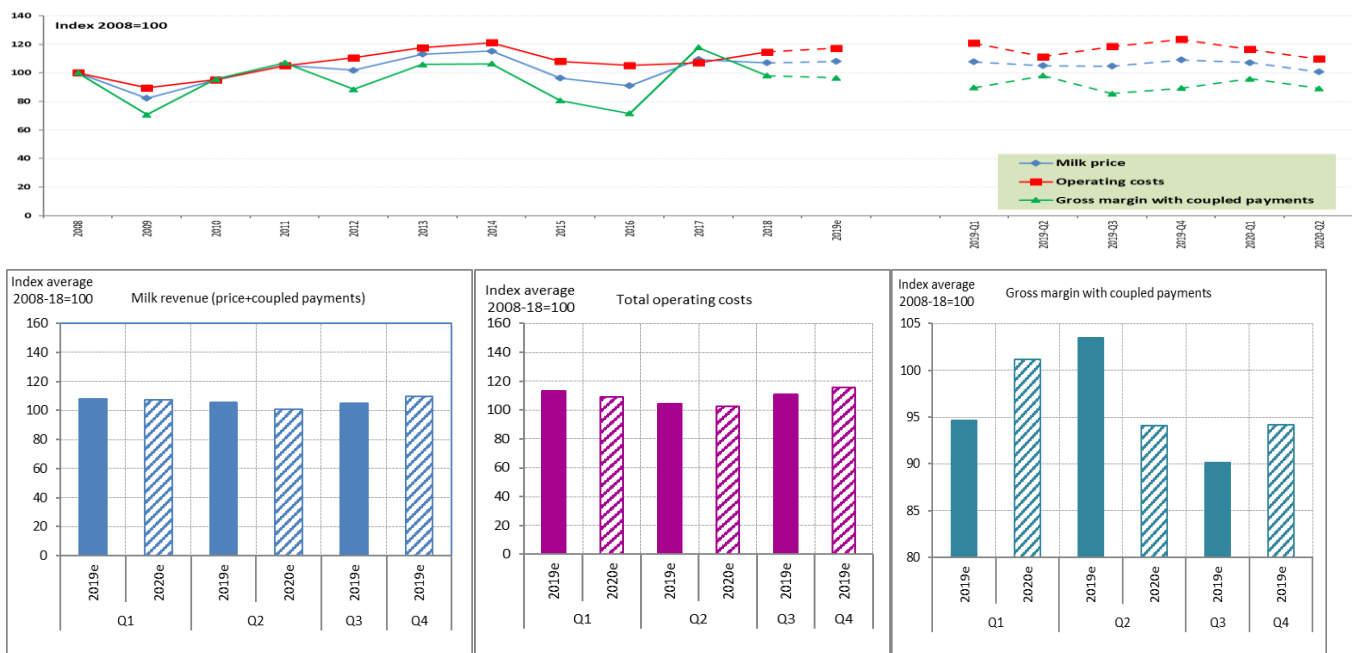 140
120
100
80
60
40
20
0
Index 2008=100
Milk price
Operating costs
Gross margin with coupled payments
2008
2009
2010
2011
2012
2013
2014
2015
2016
2017
2018
2019e
2019-Q1
2019-Q2
2019-Q3
2019-Q4
2020-Q1
2020-Q2
Index average
2008-18=100
Milk revenue (price+coupled payments)
160
140
120
100
80
60
40
20
0
2019e
2020e
2019e
2020e
2019e
2019e
Q1
Q2
Q3
Q4
Index average
2008-18=100
Total operating costs
160
140
120
100
80
60
40
20
0
2019e
2020e
2019e
2020e
2019e
2019e
Q1
Q2
Q3
Q4
Index average
2008-18=100
Gross margin with coupled payments
105
100
95
90
85
80
2019e
2020e
2019e
2020e
2019e
2019e
Q1
Q2
Q3
Q4